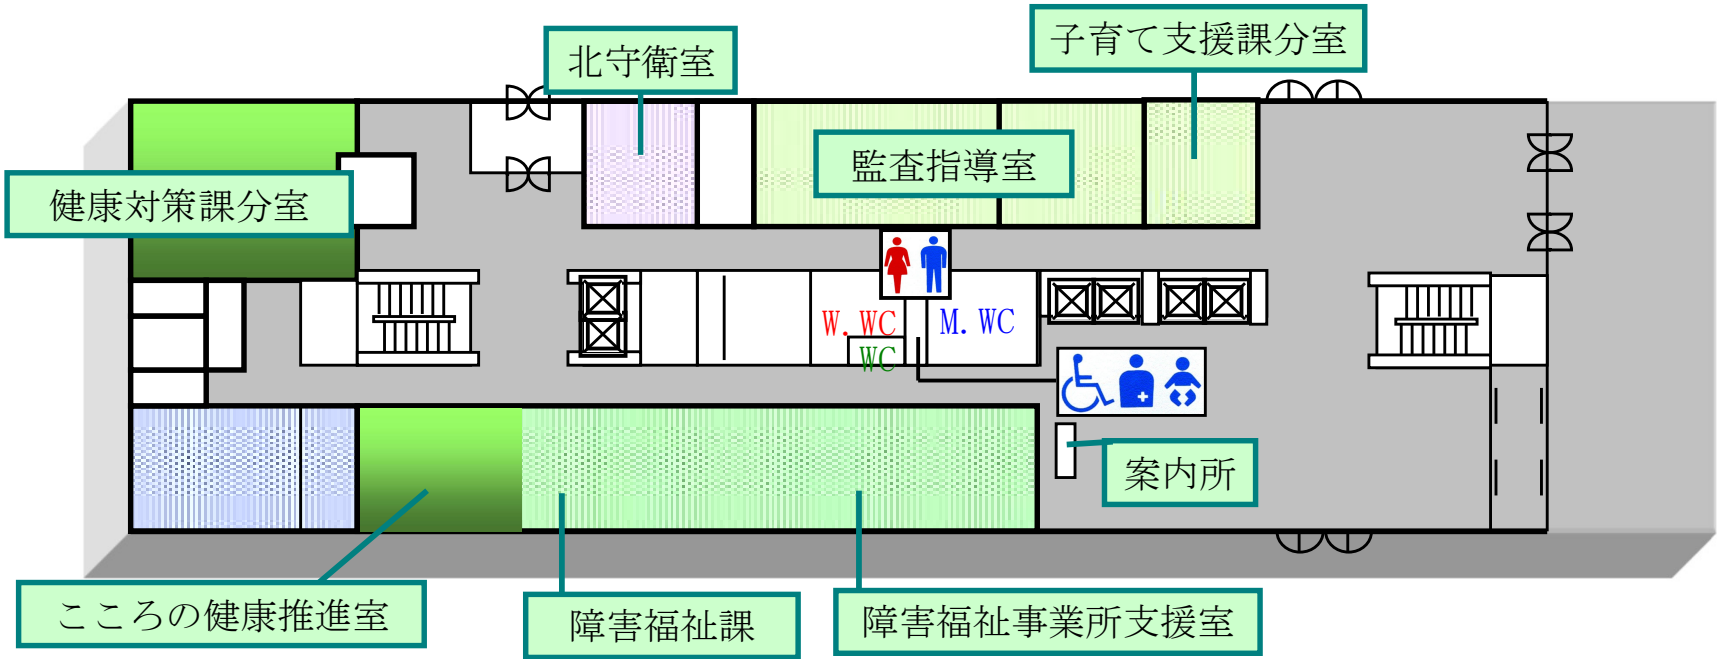 子育て支援課分室
北守衛室
監査指導室
健康対策課分室
W.WC
M.WC
WC
案内所
こころの健康推進室
障害福祉課
障害福祉事業所支援室